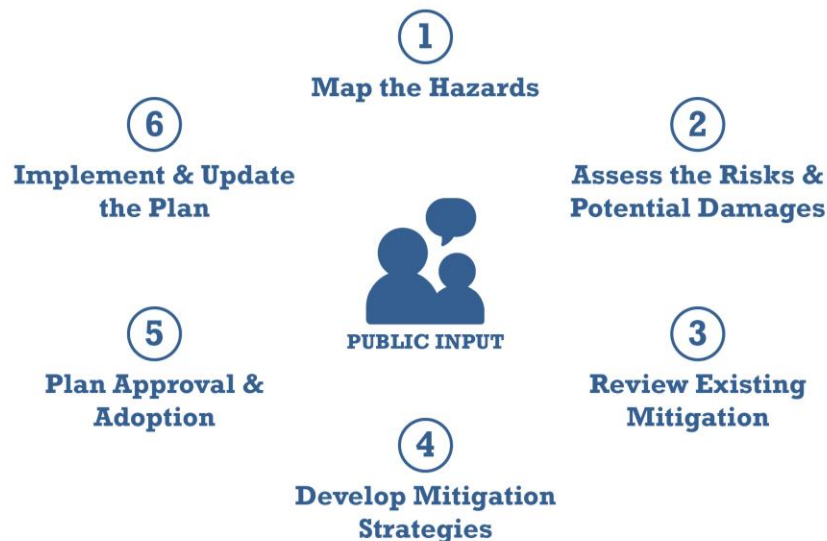 1
Map the Hazards
2
Assess the Risks &
Potential Damages
3
Review Existing
Mitigation
4
Develop Mitigation
Strategies
5
Plan Approval &
Adoption
6
Implement & Update
the Plan
PUBLIC INPUT